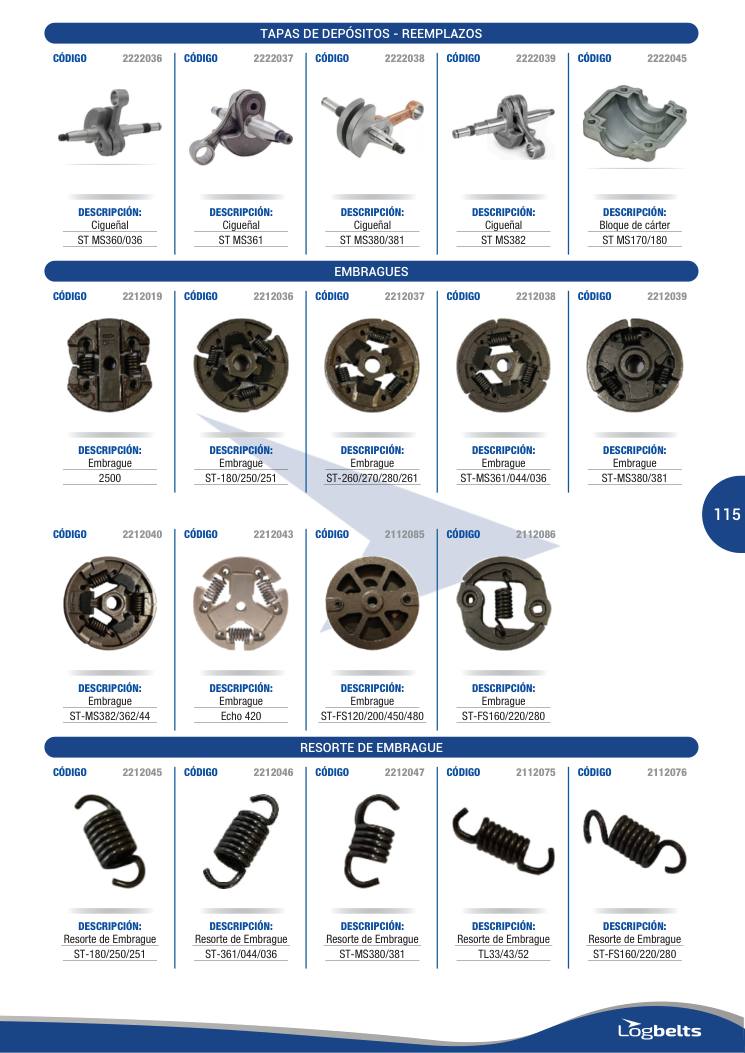 TAPAS DE DEPÓSITOS - REEMPLAZOS
CÓDIGO 2222036
DESCRIPCIÓN:
Cigueñal
ST MS360/036
CÓDIGO 2222037
DESCRIPCIÓN:
Cigueñal
ST MS361
CÓDIGO 2222038
DESCRIPCIÓN:
Cigueñal
ST MS380/381
CÓDIGO 2222039
DESCRIPCIÓN:
Cigueñal
ST MS382
CÓDIGO 2222045
DESCRIPCIÓN:
Bloque de cárter
ST MS170/180
EMBRAGUES
CÓDIGO 2212019
DESCRIPCIÓN:
Embrague
2500
CÓDIGO 2212036
DESCRIPCIÓN:
Embrague
ST-180/250/251
CÓDIGO 2212037
DESCRIPCIÓN:
Embrague
ST-260/270/280/261
CÓDIGO 2212038
DESCRIPCIÓN:
Embrague
ST-MS361/044/036
CÓDIGO 2212039
DESCRIPCIÓN:
Embrague
ST-MS380/381
115
CÓDIGO 2212040
DESCRIPCIÓN:
Embrague
ST-MS382/362/44
CÓDIGO 2212043
DESCRIPCIÓN:
Embrague
Echo 420
CÓDIGO 2112085
DESCRIPCIÓN:
Embrague
ST-FS120/200/450/480
CÓDIGO 2112086
DESCRIPCIÓN:
Embrague
ST-FS160/220/280
RESORTE DE EMBRAGUE
CÓDIGO 2212045
DESCRIPCIÓN:
Resorte de Embrague
ST-180/250/251
CÓDIGO 2212046
DESCRIPCIÓN:
Resorte de Embrague
ST-361/044/036
CÓDIGO 2212047
DESCRIPCIÓN:
Resorte de Embrague
ST-MS380/381
CÓDIGO 2112075
DESCRIPCIÓN:
Resorte de Embrague
TL33/43/52
CÓDIGO 2112076
DESCRIPCIÓN:
Resorte de Embrague
ST-FS160/220/280
Logbelts